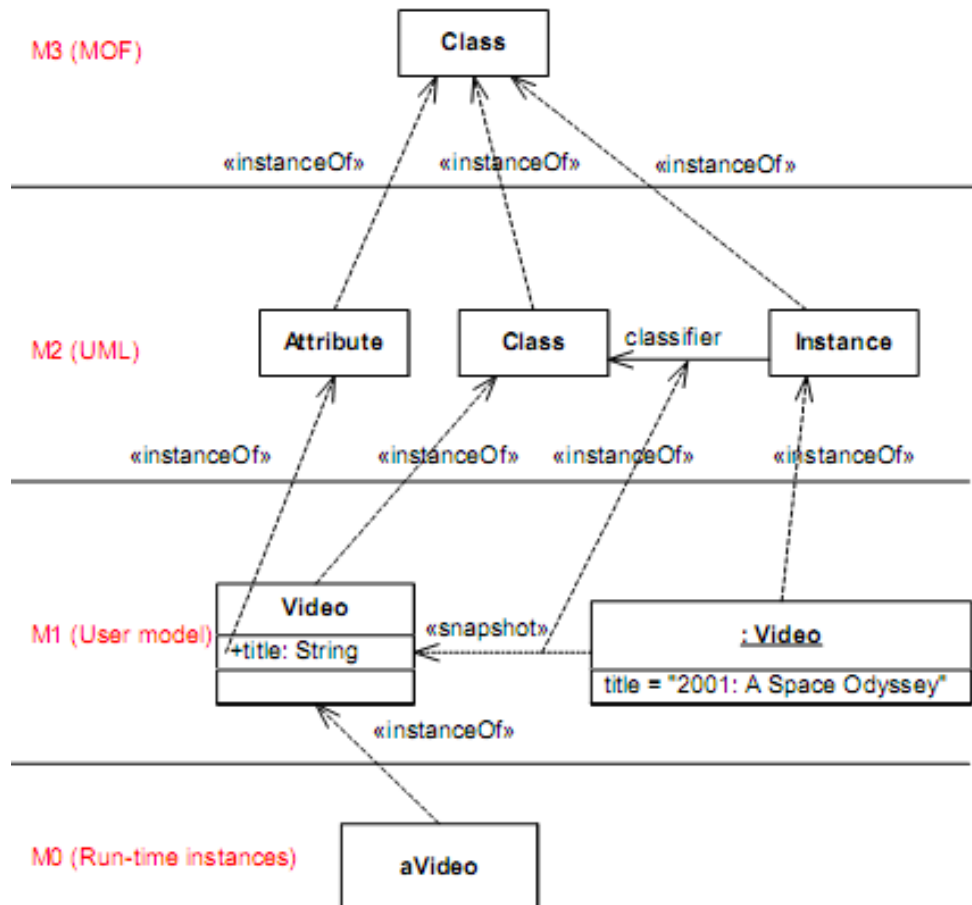 M3 (MOF)
Class
«instanceOf»
«instanceOf»
«instanceOf»
M2 (UML)
Attribute
Class
classifier
Instance
«instanceOf»
«instanceOf»
«instanceOf»
«instanceOf»
M1 (User model)
Video
+title: String
«snapshot»
: Video
title = "2001: A Space Odyssey"
«instanceOf»
M0 (Run-time instances)
aVideo